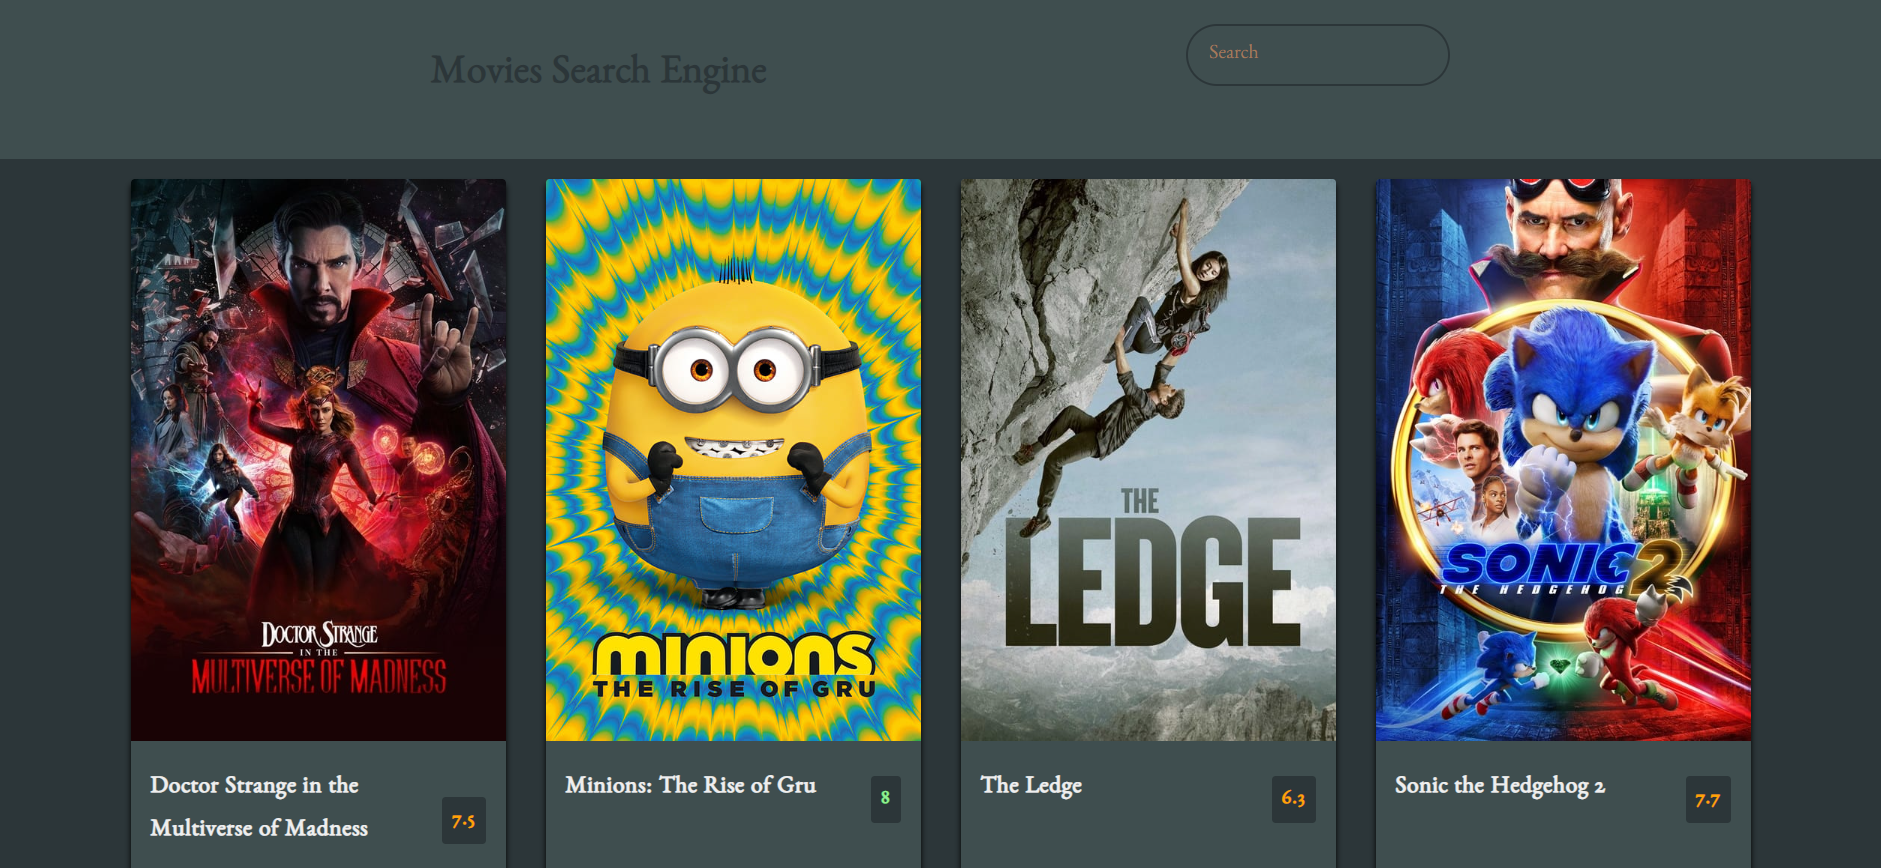 Movies Search Engine
Search
DOCTOR STRANGE
IN THE
MULTIVERSE OF MADNESS
minions
THE RISE OF GRU
THE
LEDGE
SONIC 2
THE HEDGEHOG
Doctor Strange in the
Multiverse of Madness
7.5
Minions: The Rise of Gru
8
The Ledge
6.3
Sonic the Hedgehog 2
7.7